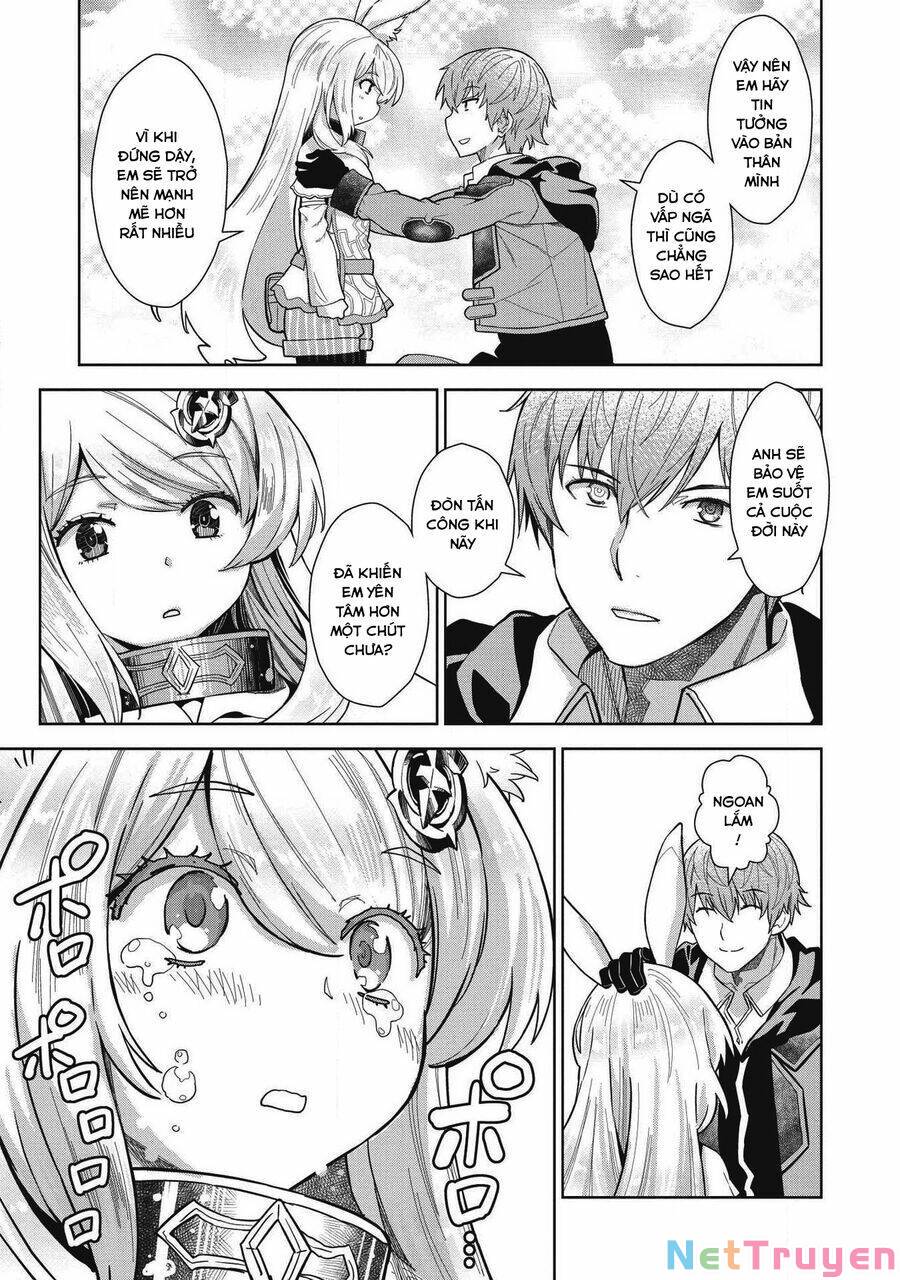 VẬY NÊN
EM HÃY
TIN
TƯỞNG
VÀO BẢN
THÂN
MÌNH
DÙ CÓ
VẤP NGÃ
THÌ CŨNG
CHẲNG
SAO HẾT
VÌ KHI
ĐỨNG DẬY,
EM SẼ TRỞ
NÊN MẠNH
MẼ HƠN
RẤT NHIỀU
ANH SẼ
BẢO VỆ
EM SUỐT
CẢ CUỘC
ĐỜI NÀY
ĐÒN TẤN
CÔNG KHI
NÃY
ĐÃ KHIẾN
EM YÊN
TÂM HƠN
MỘT CHÚT
CHƯA?
NGOAN
LẮM
!
ポロ…
ポロ
ポロロロロ
NetTruyen